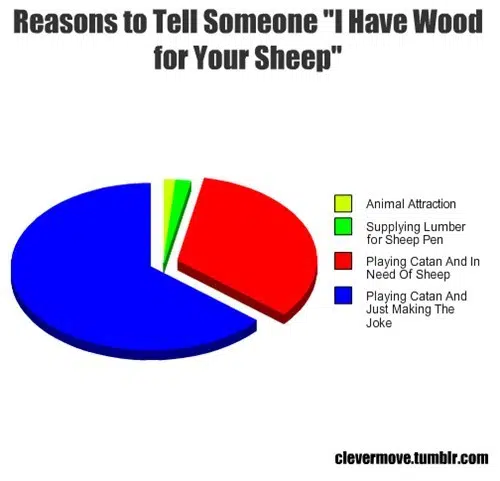 Reasons to Tell Someone "I Have Wood
for Your Sheep"
Animal Attraction
Supplying Lumber
for Sheep Pen
Playing Catan And In
Need Of Sheep
Playing Catan And
Just Making The
Joke
clevermove.tumblr.com